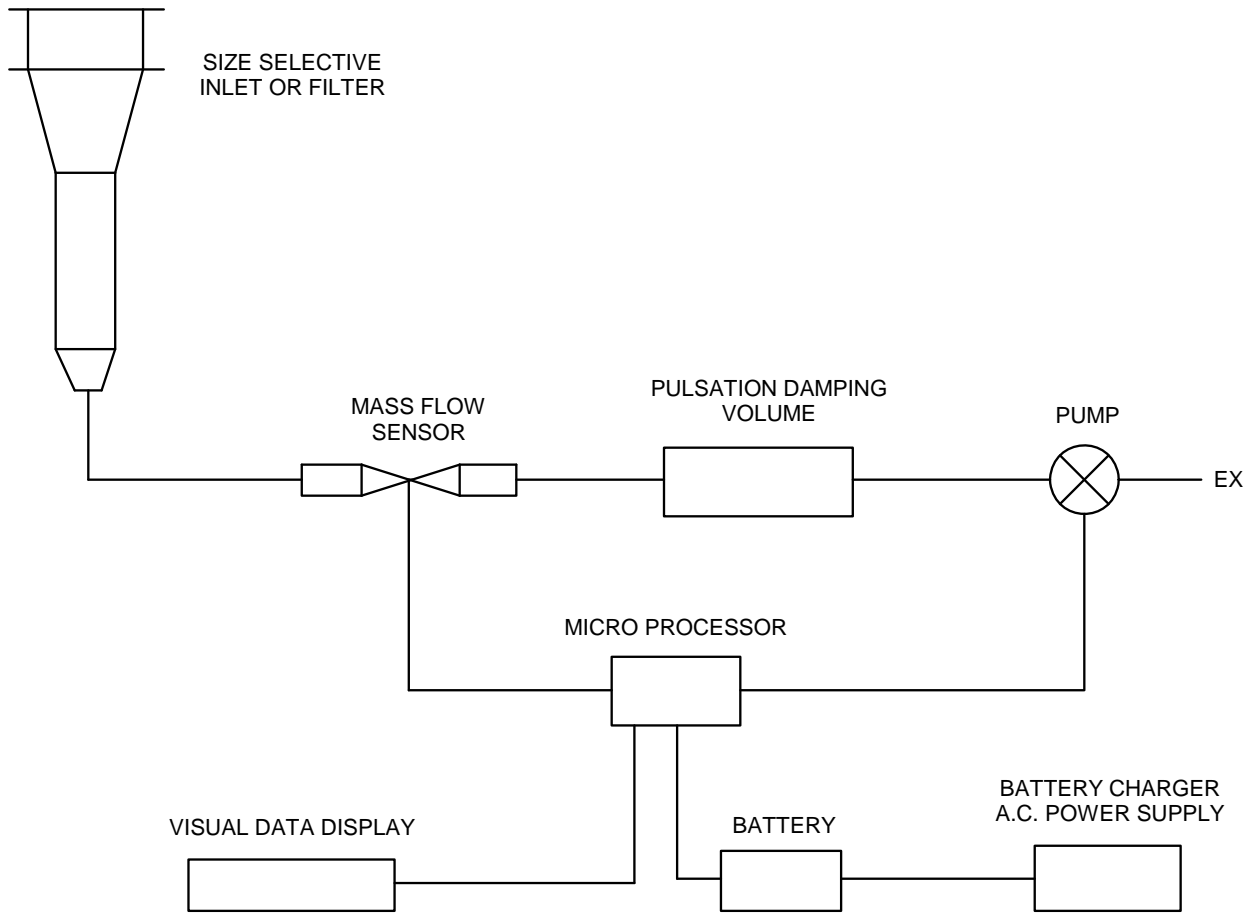 SIZE SELECTIVE
INLET OR FILTER
MASS FLOW
SENSOR
PULSATION DAMPING
VOLUME
PUMP
EX
MICRO PROCESSOR
VISUAL DATA DISPLAY
BATTERY
BATTERY CHARGER
A.C. POWER SUPPLY